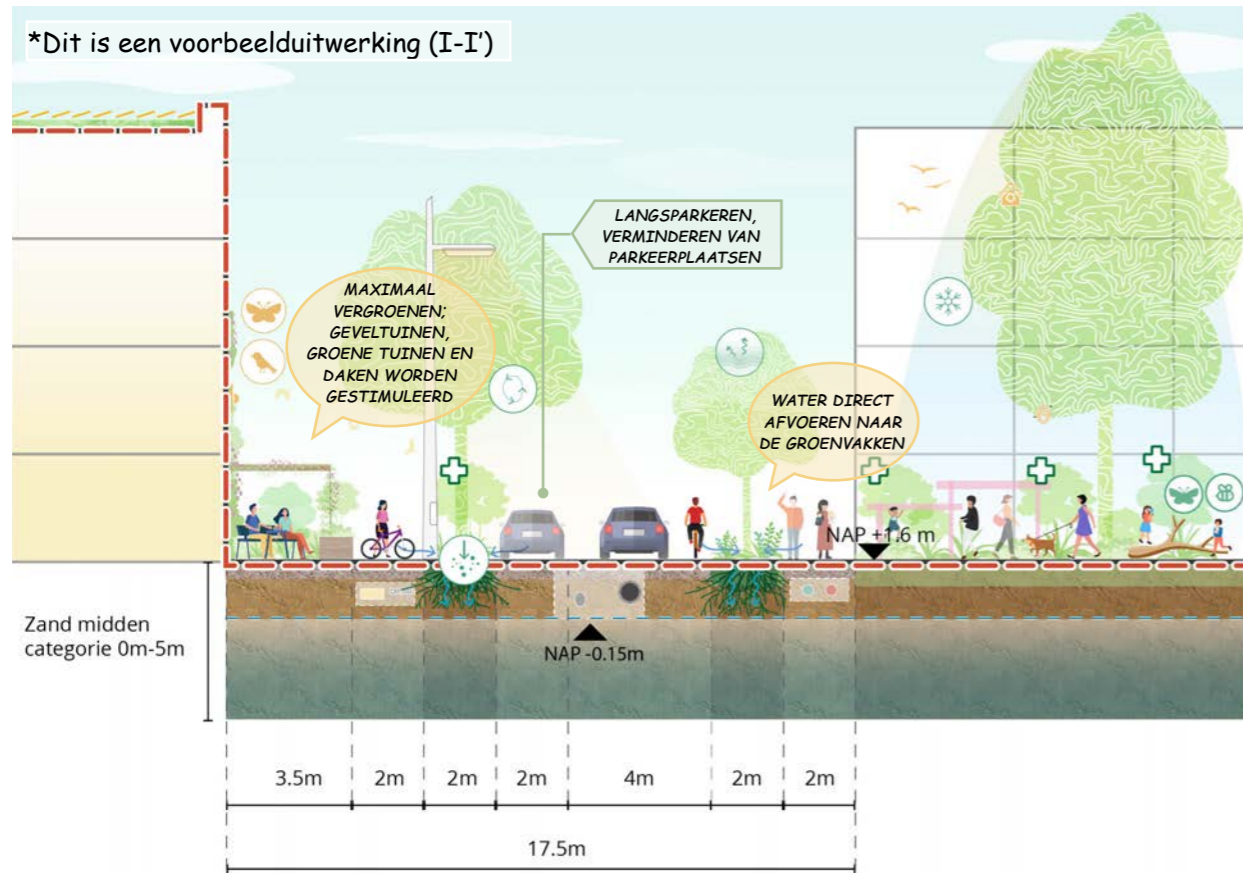 *Dit is een voorbeelduitwerking (I-I')
LANGSPARKEREN,
VERMINDEREN VAN
PARKEERPLAATSEN
MAXIMAAL
VERGROENEN;
GEVELTUINEN,
GROENE TUINEN EN
DAKEN WORDEN
GESTIMULEERD
WATER DIRECT
AFVOEREN NAAR
DE GROENVAKKEN
NAP +1.6 m
Zand midden
categorie 0m-5m
NAP -0.15m
3.5m 2m 2m 2m 4m 2m 2m
17.5m